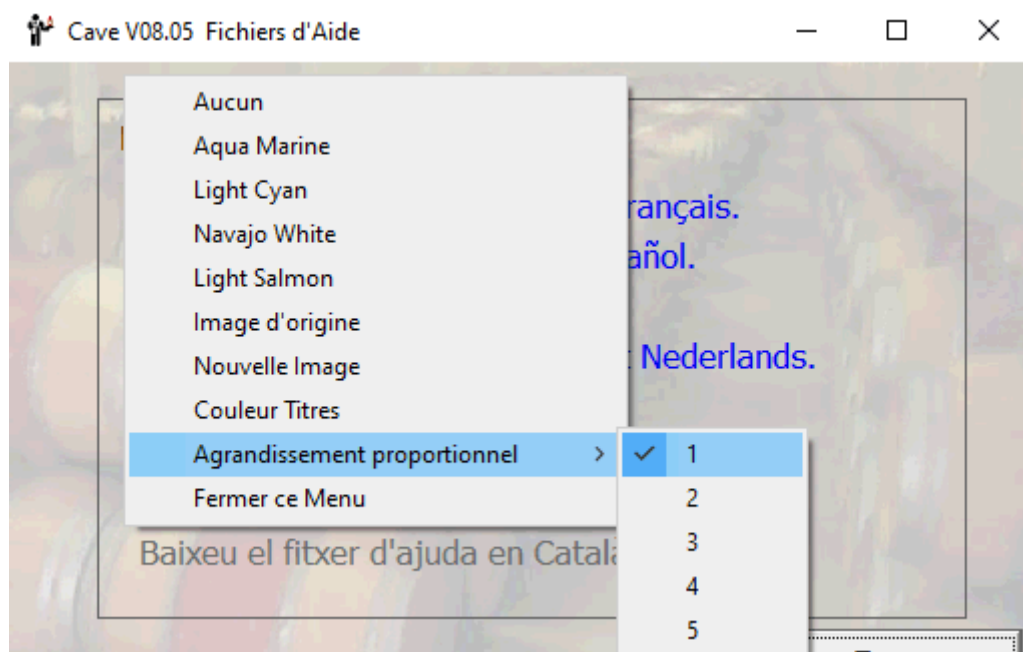 Cave V08.05 Fichiers d'Aide
Aucun
Aqua Marine
Light Cyan
Navajo White
Light Salmon
Image d'origine
Nouvelle Image
Couleur Titres
Agrandissement proportionnel
Fermer ce Menu
rançais.
añol.
Nederlands.
1
2
3
4
5
Baixeu el fitxer d'ajuda en Català